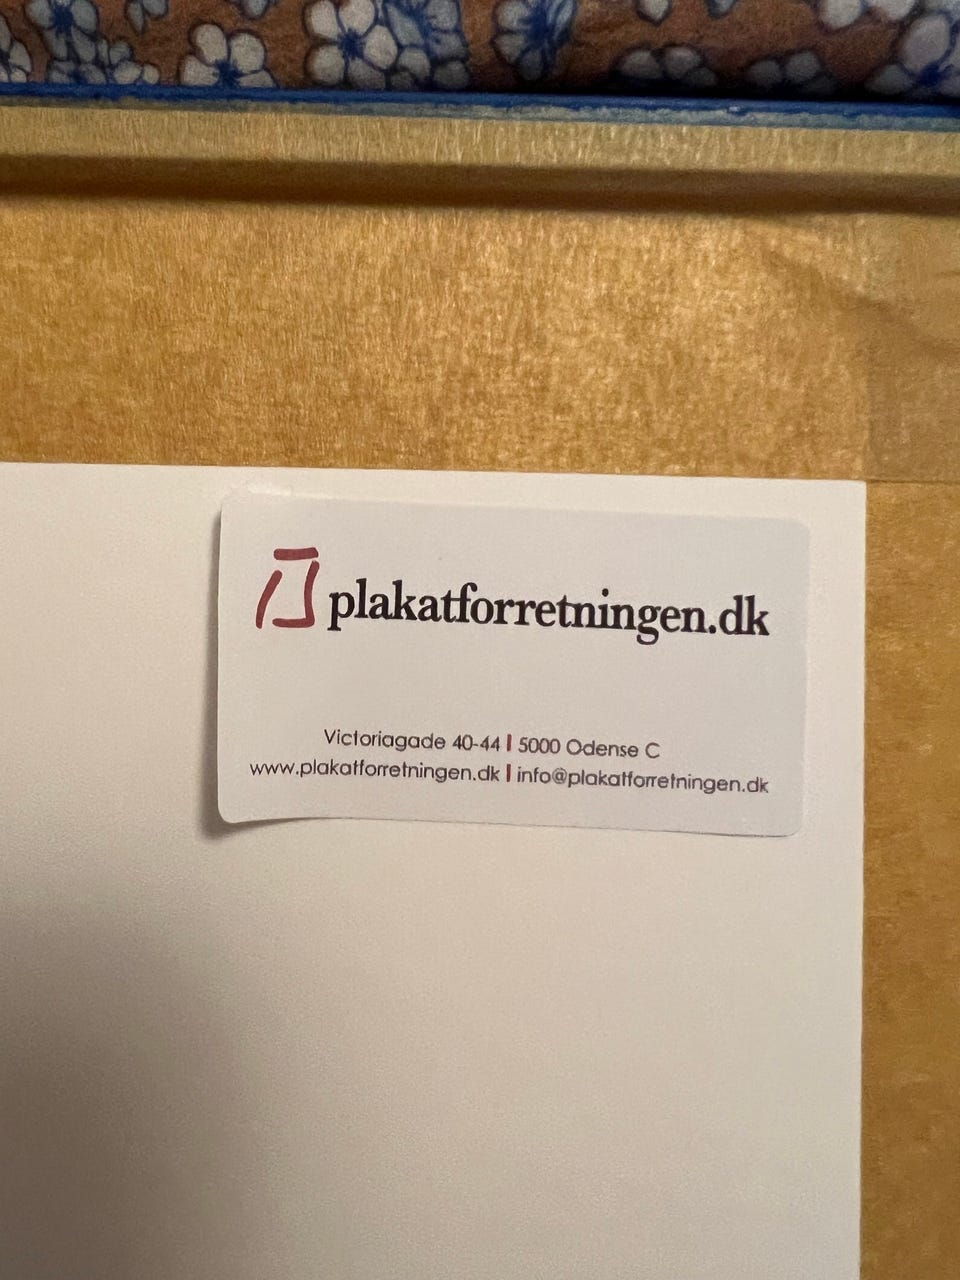 plakatforretningen.dk
Victoriagade 40-44 | 5000 Odense C
www.plakatforretningen.dk | info@plakatforretningen.dk